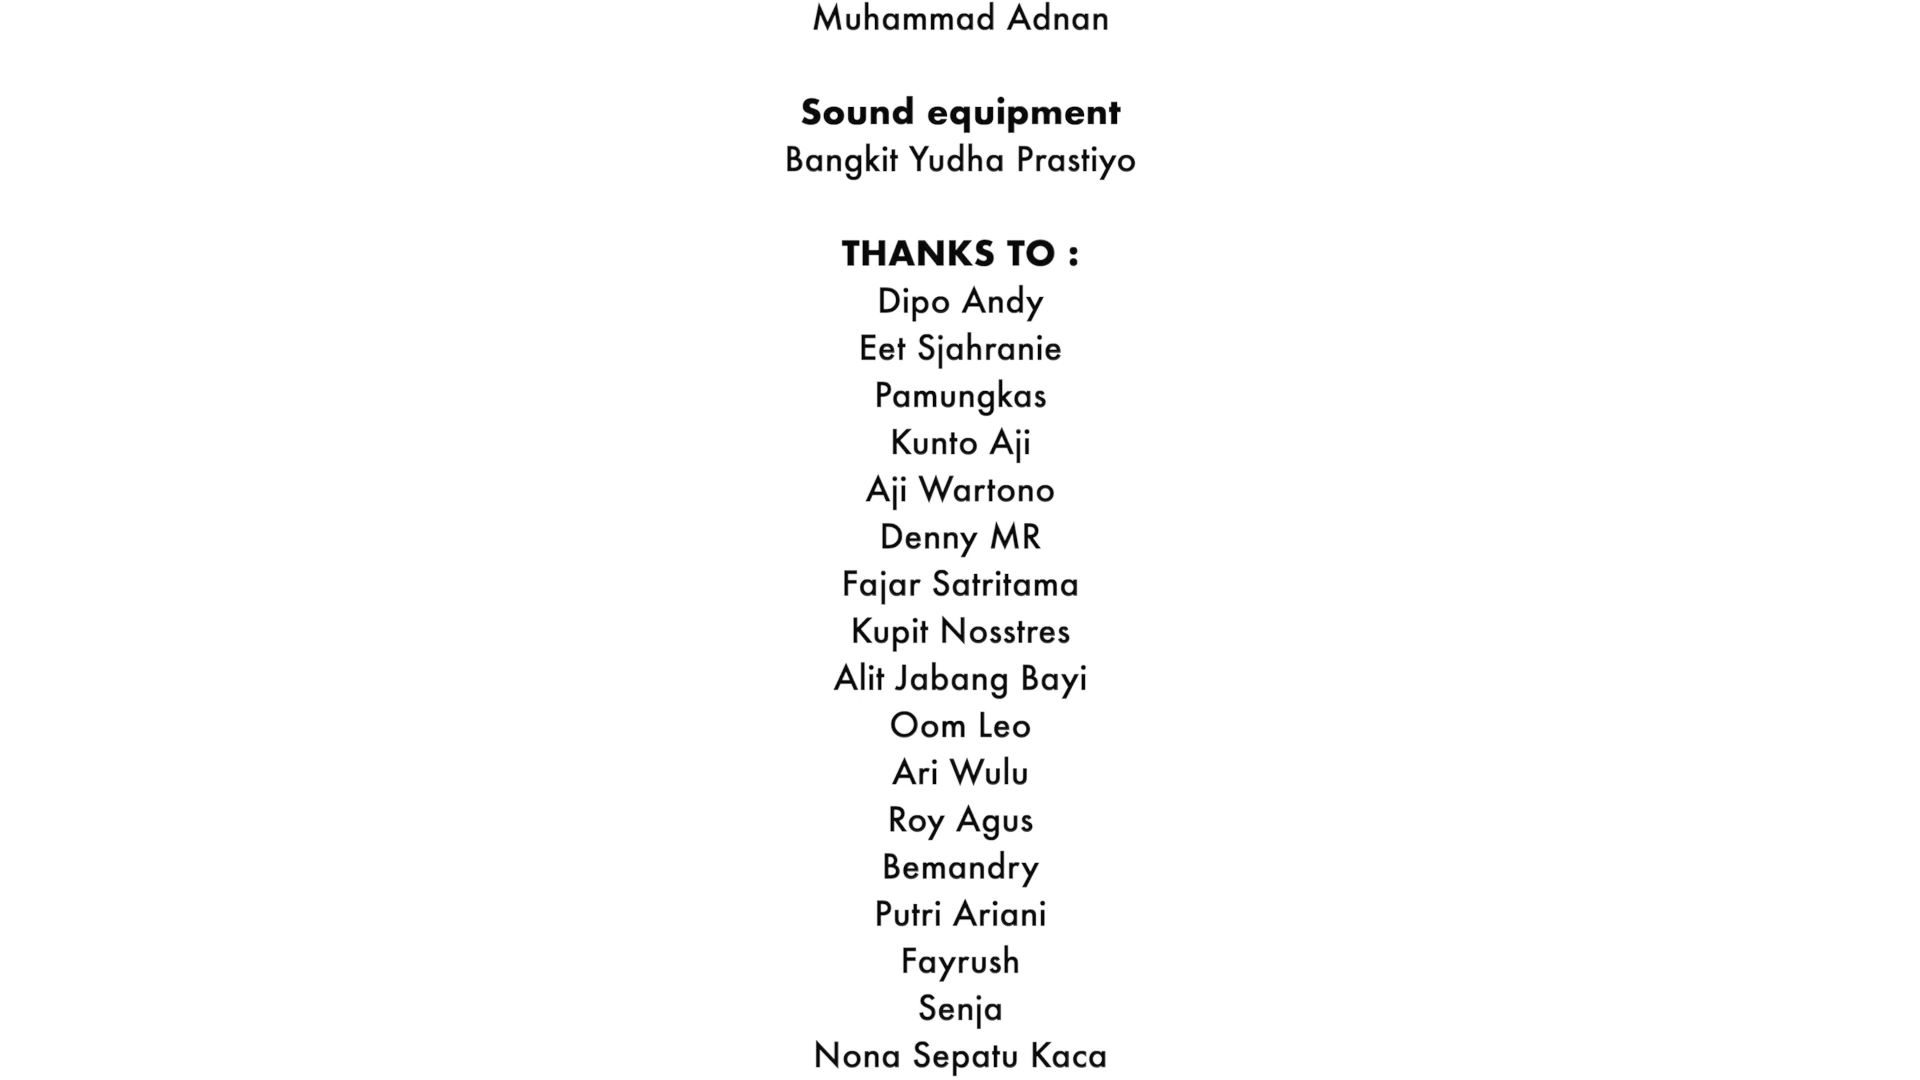 Muhammad Adnan
Sound equipment
Bangkit Yudha Prastiyo
THANKS TO :
Dipo Andy
Eet Sjahranie
Pamungkas
Kunto Aji
Aji Wartono
Denny MR
Fajar Satritama
Kupit Nosstres
Alit Jabang Bayi
Oom Leo
Ari Wulu
Roy Agus
Bemandry
Putri Ariani
Fayrush
Senja
Nona Sepatu Kaca